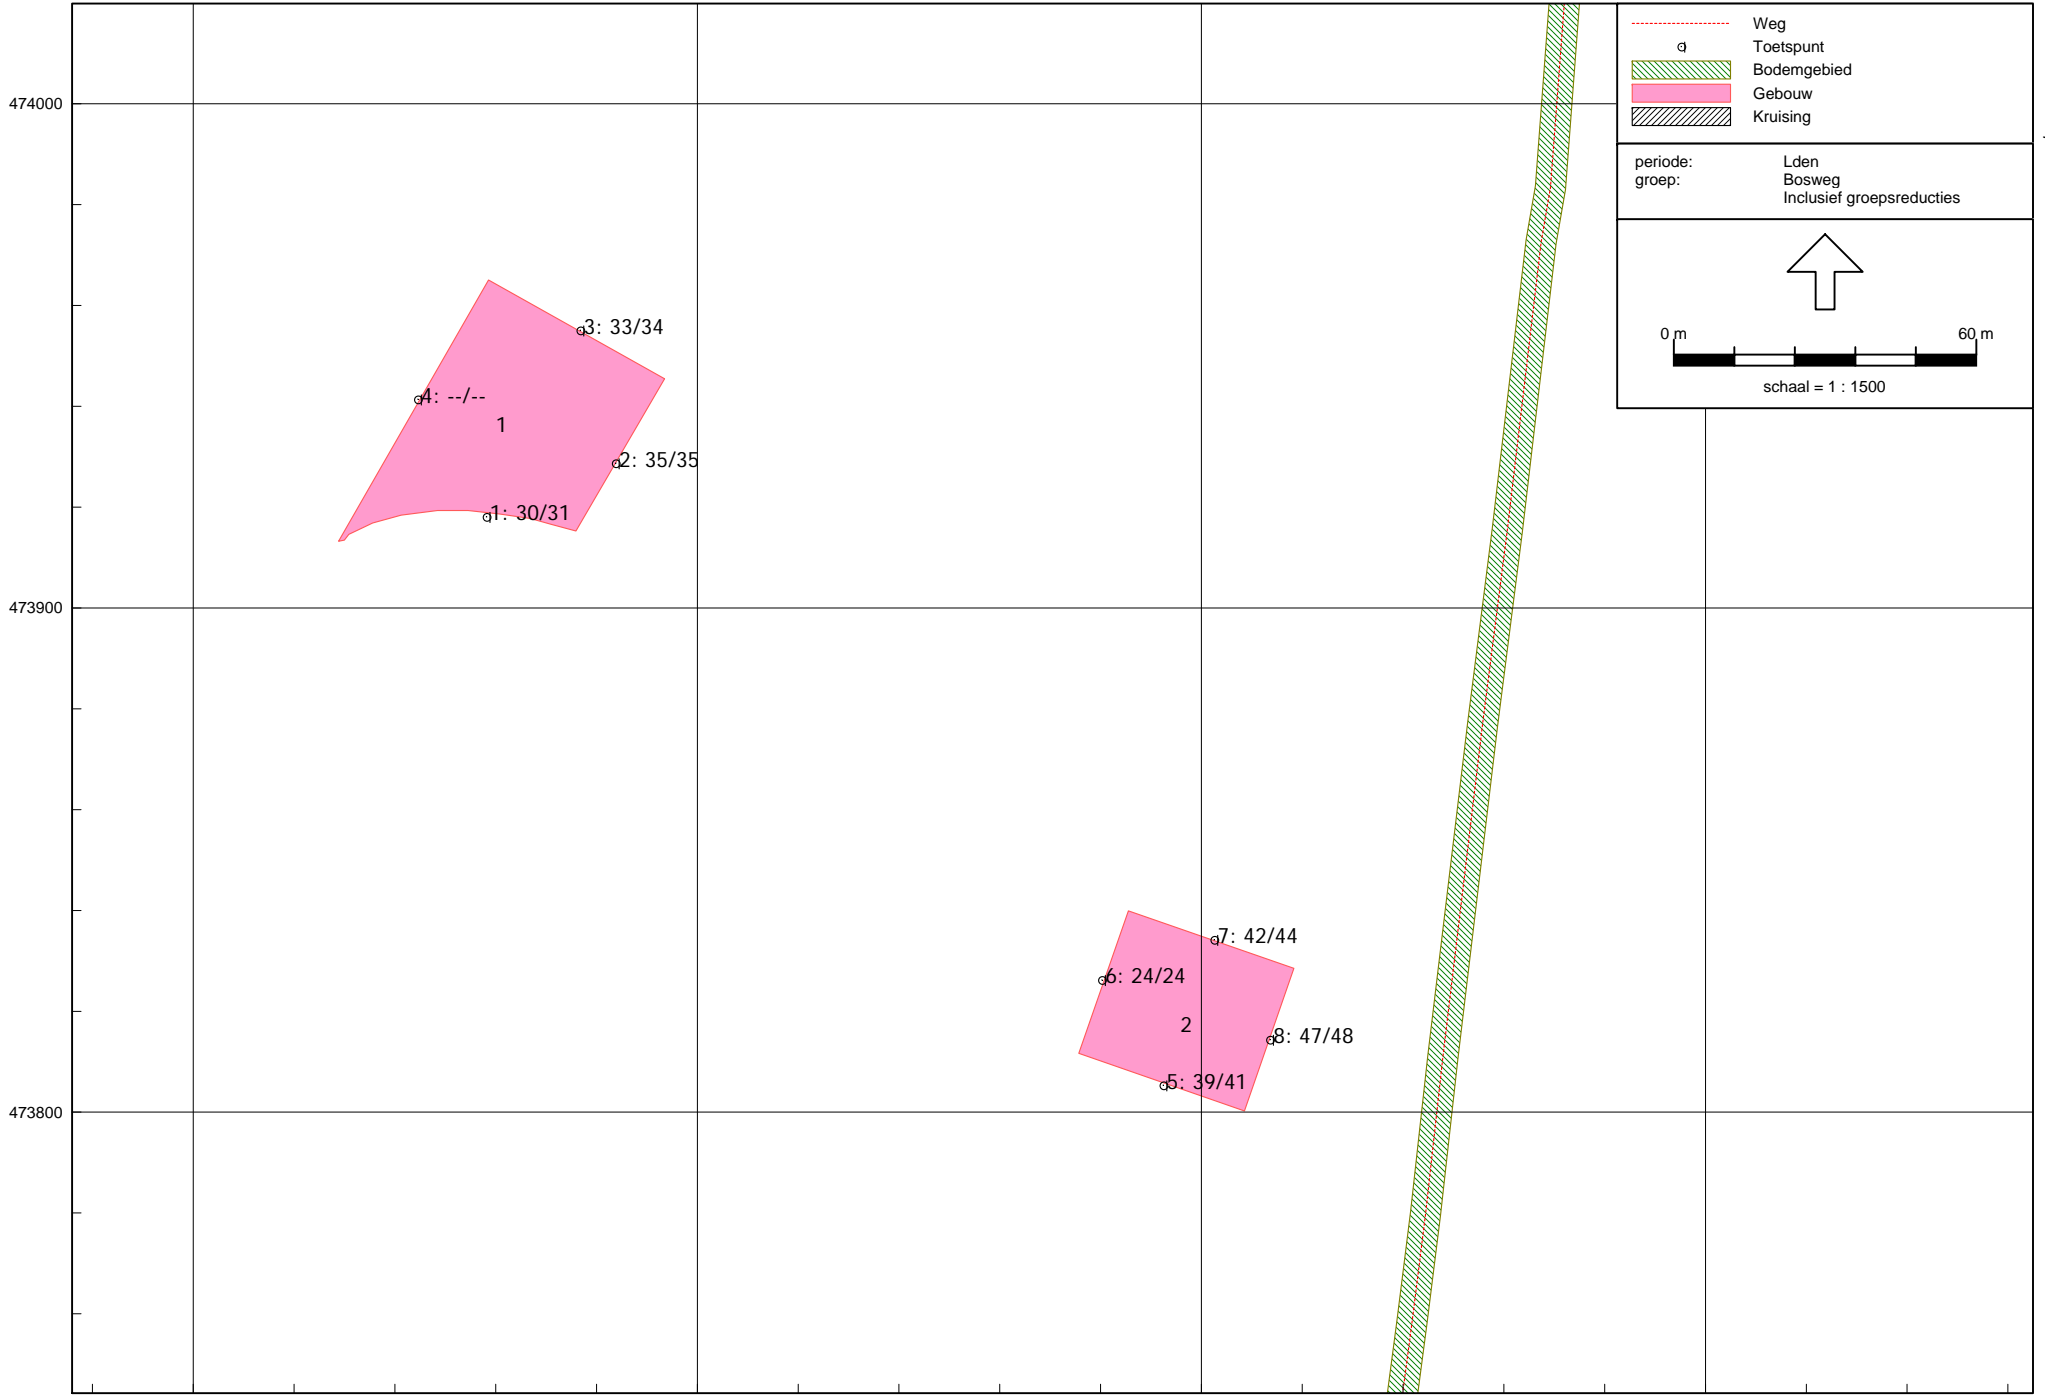 Weg
Toetspunt
474000
Bodemgebied
Gebouw
Kruising
periode: Lden
groep: Bosweg
Inclusief groepsreducties
0 m 60 m
schaal = 1 : 1500
3: 33/34
4: --/--
1
2: 35/35
1: 30/31
473900
7: 42/44
6: 24/24
2
8: 47/48
5: 39/41
473800